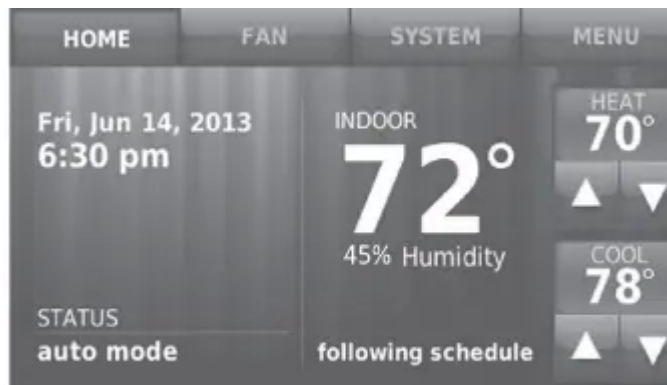 HOME FAN SYSTEM MENU
Fri, Jun 14, 2013
6:30 pm
STATUS
auto mode
INDOOR
72°
45% Humidity
following schedule
HEAT
70°
COOL
78°